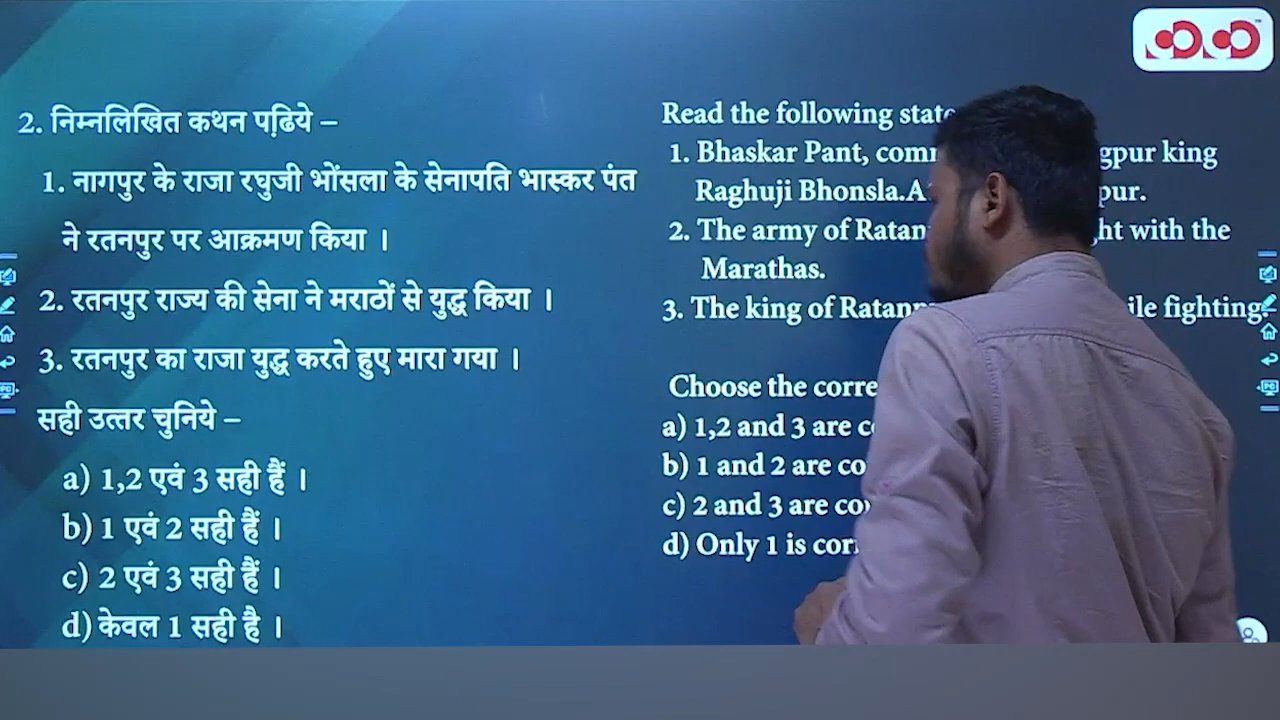 2. निम्नलिखित कथन पढ़िये –
1. नागपुर के राजा रघुजी भोंसला के सेनापति भास्कर पंत
ने रतनपुर पर आक्रमण किया ।
2. रतनपुर राज्य की सेना ने मराठों से युद्ध किया ।
3. रतनपुर का राजा युद्ध करते हुए मारा गया ।
सही उत्तर चुनिये –
a) 1,2 एवं 3 सही हैं ।
b) 1 एवं 2 सही हैं ।
c) 2 एवं 3 सही हैं ।
d) केवल 1 सही है ।
Read the following
1. Bhaskar Pant, king
Raghuji Bhonsla.
2. The army of with the
Marathas.
3. The king of fighting.
Choose the
a) 1,2 and 3 are
b) 1 and 2 are
c) 2 and 3 are
d) Only 1 is